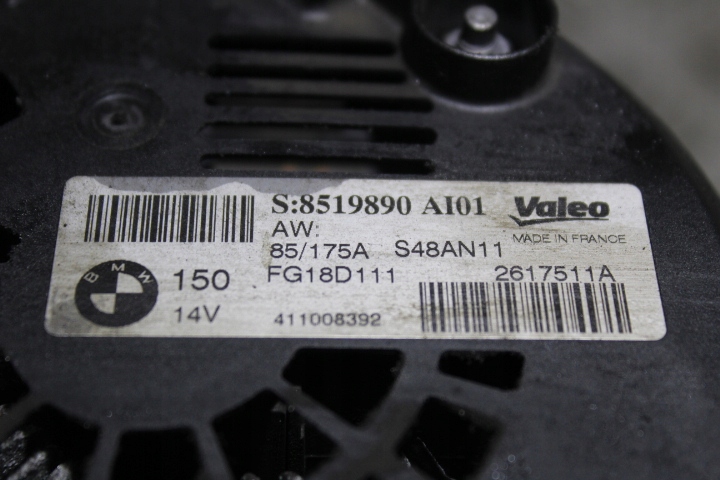 S:8519890 AI01 Valeo
AW:
MADE IN FRANCE
85/175A S48AN11
BMW 150 FG18D111 2617511A
14V 411008392